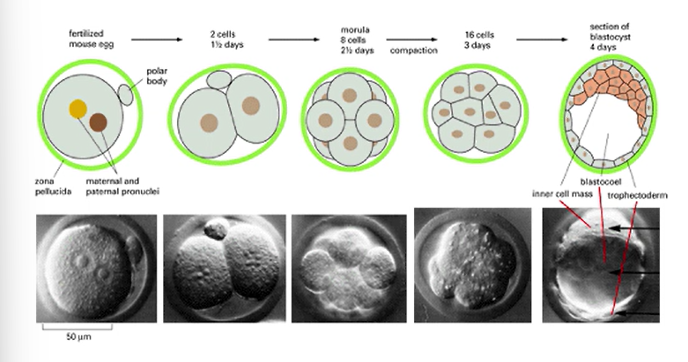 fertilized
mouse egg
2 cells
1½ days
morula
8 cells
2½ days
compaction
16 cells
3 days
section of
blastocyst
4 days
polar
body
zona
pellucida
maternal and
paternal pronuclei
blastocoel
inner cell mass
trophectoderm
50 μm